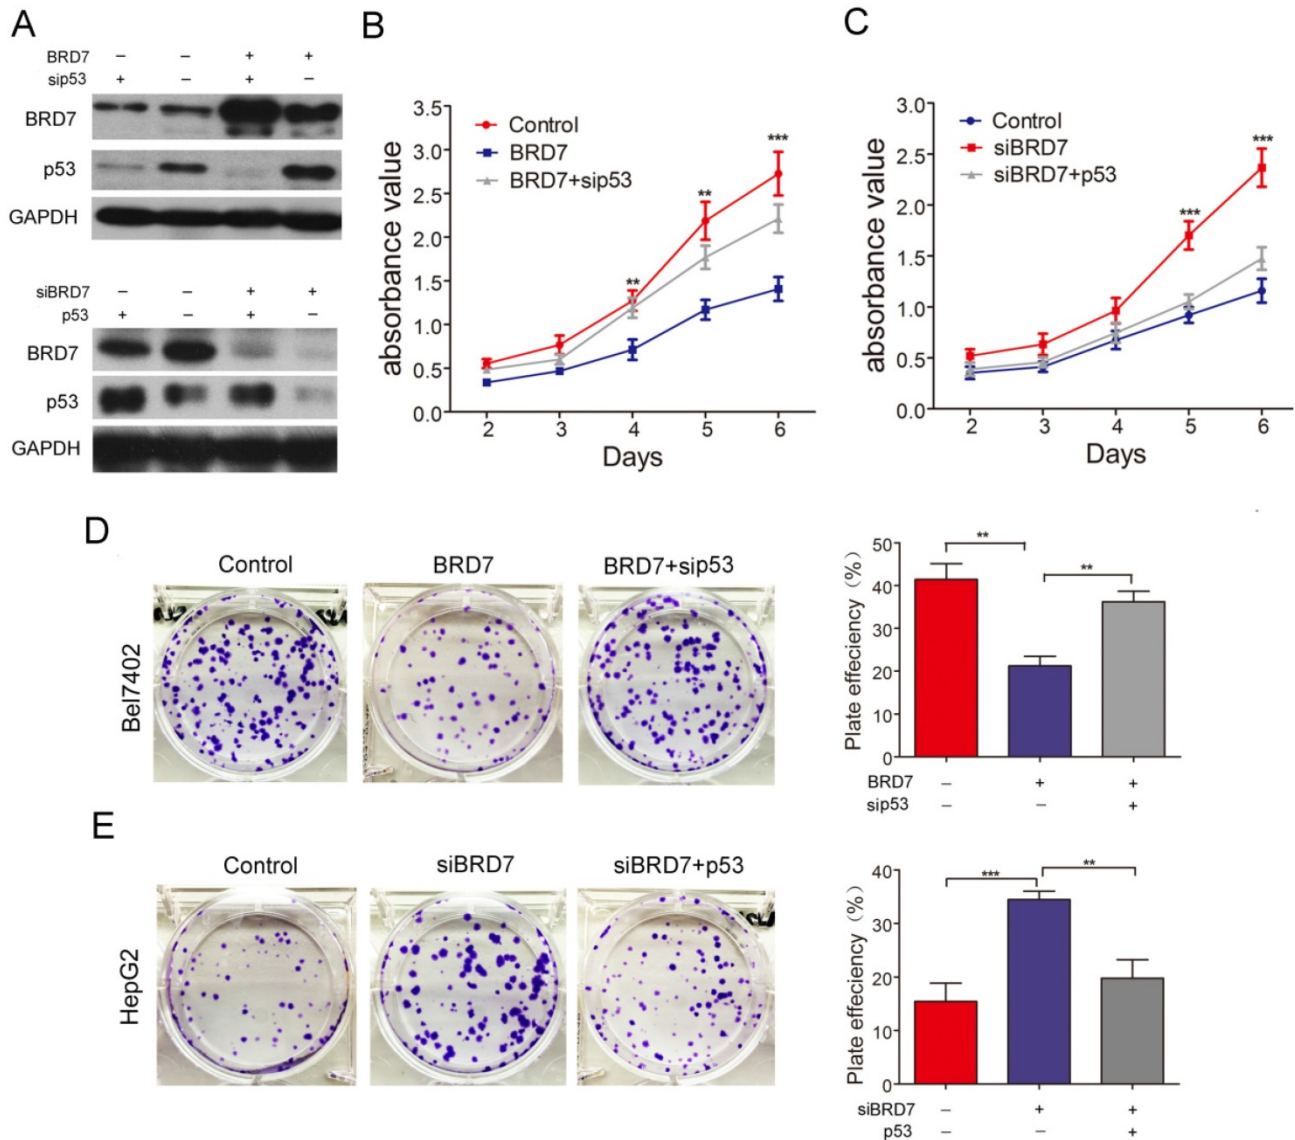 A
BRD7 – – + +
sip53 + – + –
BRD7
p53
GAPDH
siBRD7 – – + +
p53 + – + –
BRD7
p53
GAPDH
B
absorbance value
3.5
3.0
2.5
2.0
1.5
1.0
0.5
0.0
Control
BRD7
BRD7+sip53
**
**
***
2 3 4 5 6
Days
C
absorbance value
3.0
2.5
2.0
1.5
1.0
0.5
0.0
Control
siBRD7
siBRD7+p53
***
***
2 3 4 5 6
Days
D
Control BRD7 BRD7+sip53
Bel7402
Plate effeciency (%)
50
40
30
20
10
0
**
**
BRD7 – + +
sip53 – – +
E
Control siBRD7 siBRD7+p53
HepG2
Plate effeciency (%)
40
30
20
10
0
***
**
siBRD7 – + +
p53 – – +